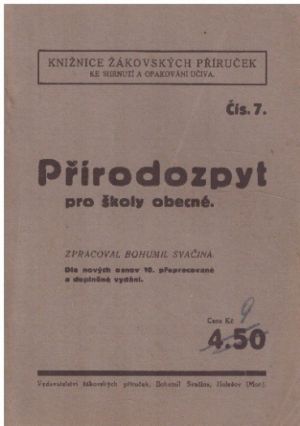 KNIŽNICE ŽÁKOVSKÝCH PŘÍRUČEK
KE SHRNUTÍ A OPAKOVÁNÍ UČIVA.
Čís. 7.
Přírodozpyt
pro školy obecné.
ZPRACOVAL BOHUMIL SVAČINA.
Dle nových osnov 10. přepracované
a doplněné vydání.
Cena Kč 9
4.50
Vydavatelství žákovských příruček, Bohumil Svačina, Holešov (Mor.).